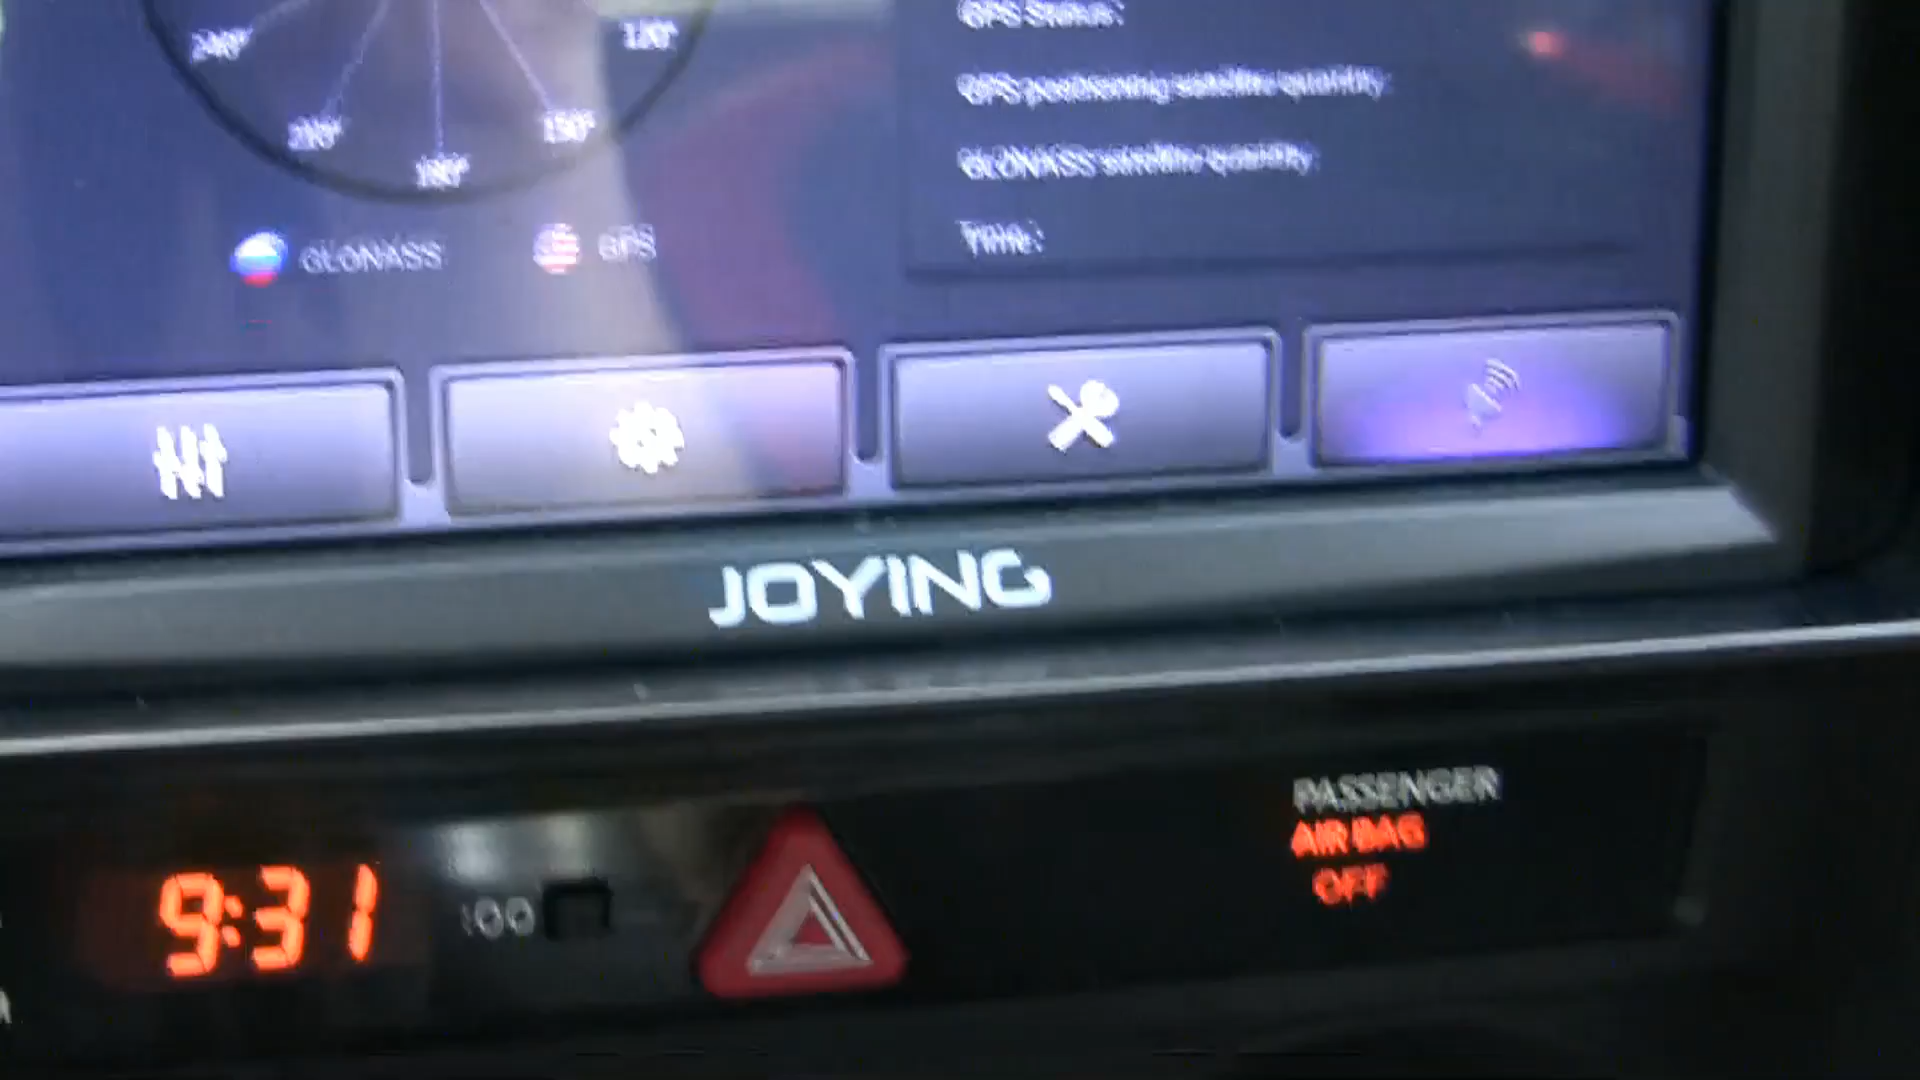 240°
120°
210°
150°
180°
GLONASS
GPS
GPS Status:
GPS positioning satellite quantity:
GLONASS satellite quantity:
Time:
JOYING
9:31
:00
PASSENGER
AIR BAG
OFF